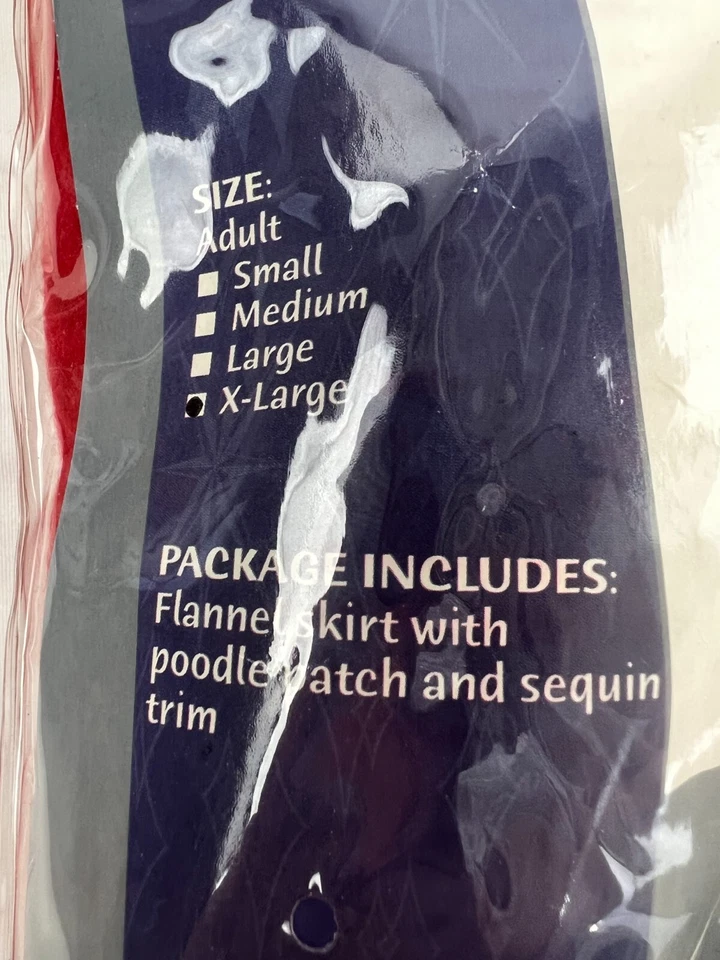 SIZE:
Adult
Small
Medium
Large
X-Large
PACKAGE INCLUDES:
Flannel skirt with
poodle patch and sequin
trim